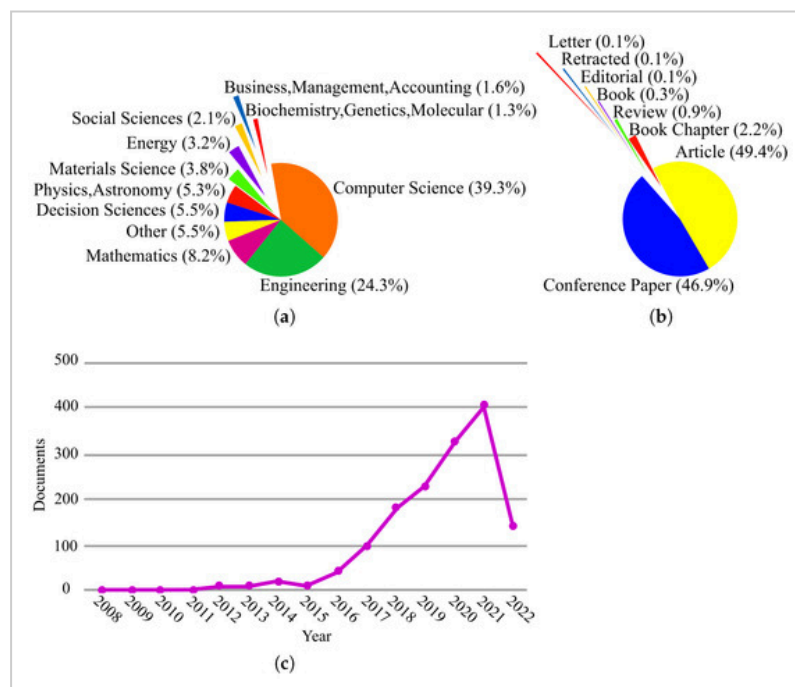 Business,Management,Accounting (1.6%)
Biochemistry,Genetics,Molecular (1.3%)
Social Sciences (2.1%)
Energy (3.2%)
Materials Science (3.8%)
Physics,Astronomy (5.3%)
Decision Sciences (5.5%)
Other (5.5%)
Mathematics (8.2%)
Computer Science (39.3%)
Engineering (24.3%)
(a)
Letter (0.1%)
Retracted (0.1%)
Editorial (0.1%)
Book (0.3%)
Review (0.9%)
Book Chapter (2.2%)
Article (49.4%)
Conference Paper (46.9%)
(b)
500
400
300
200
100
0
Documents
2008
2009
2010
2011
2012
2013
2014
2015
2016
2017
2018
2019
2020
2021
2022
Year
(c)